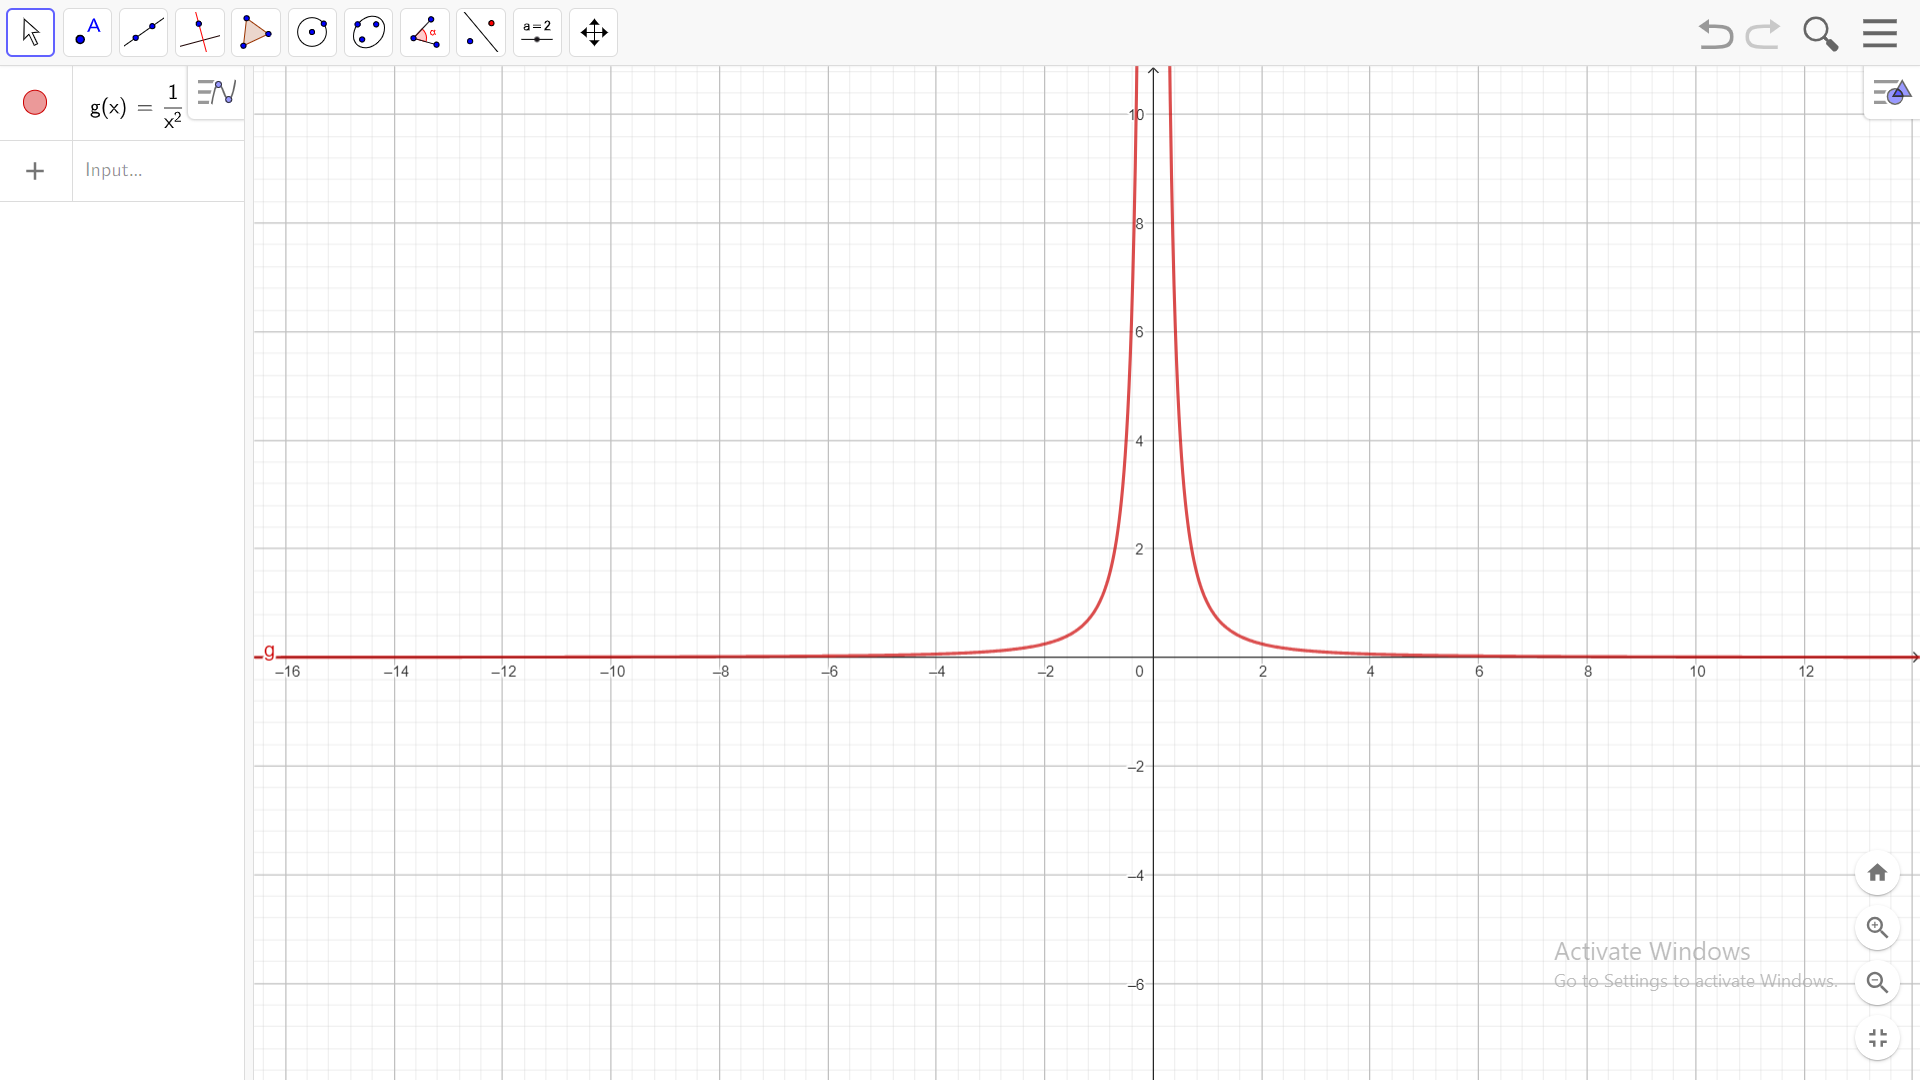 A
α
a=2
g(x) = 1/x²
Input...
10
8
6
4
2
g
–16 –14 –12 –10 –8 –6 –4 –2 0 2 4 6 8 10 12
–2
–4
–6
Activate Windows
Go to Settings to activate Windows.